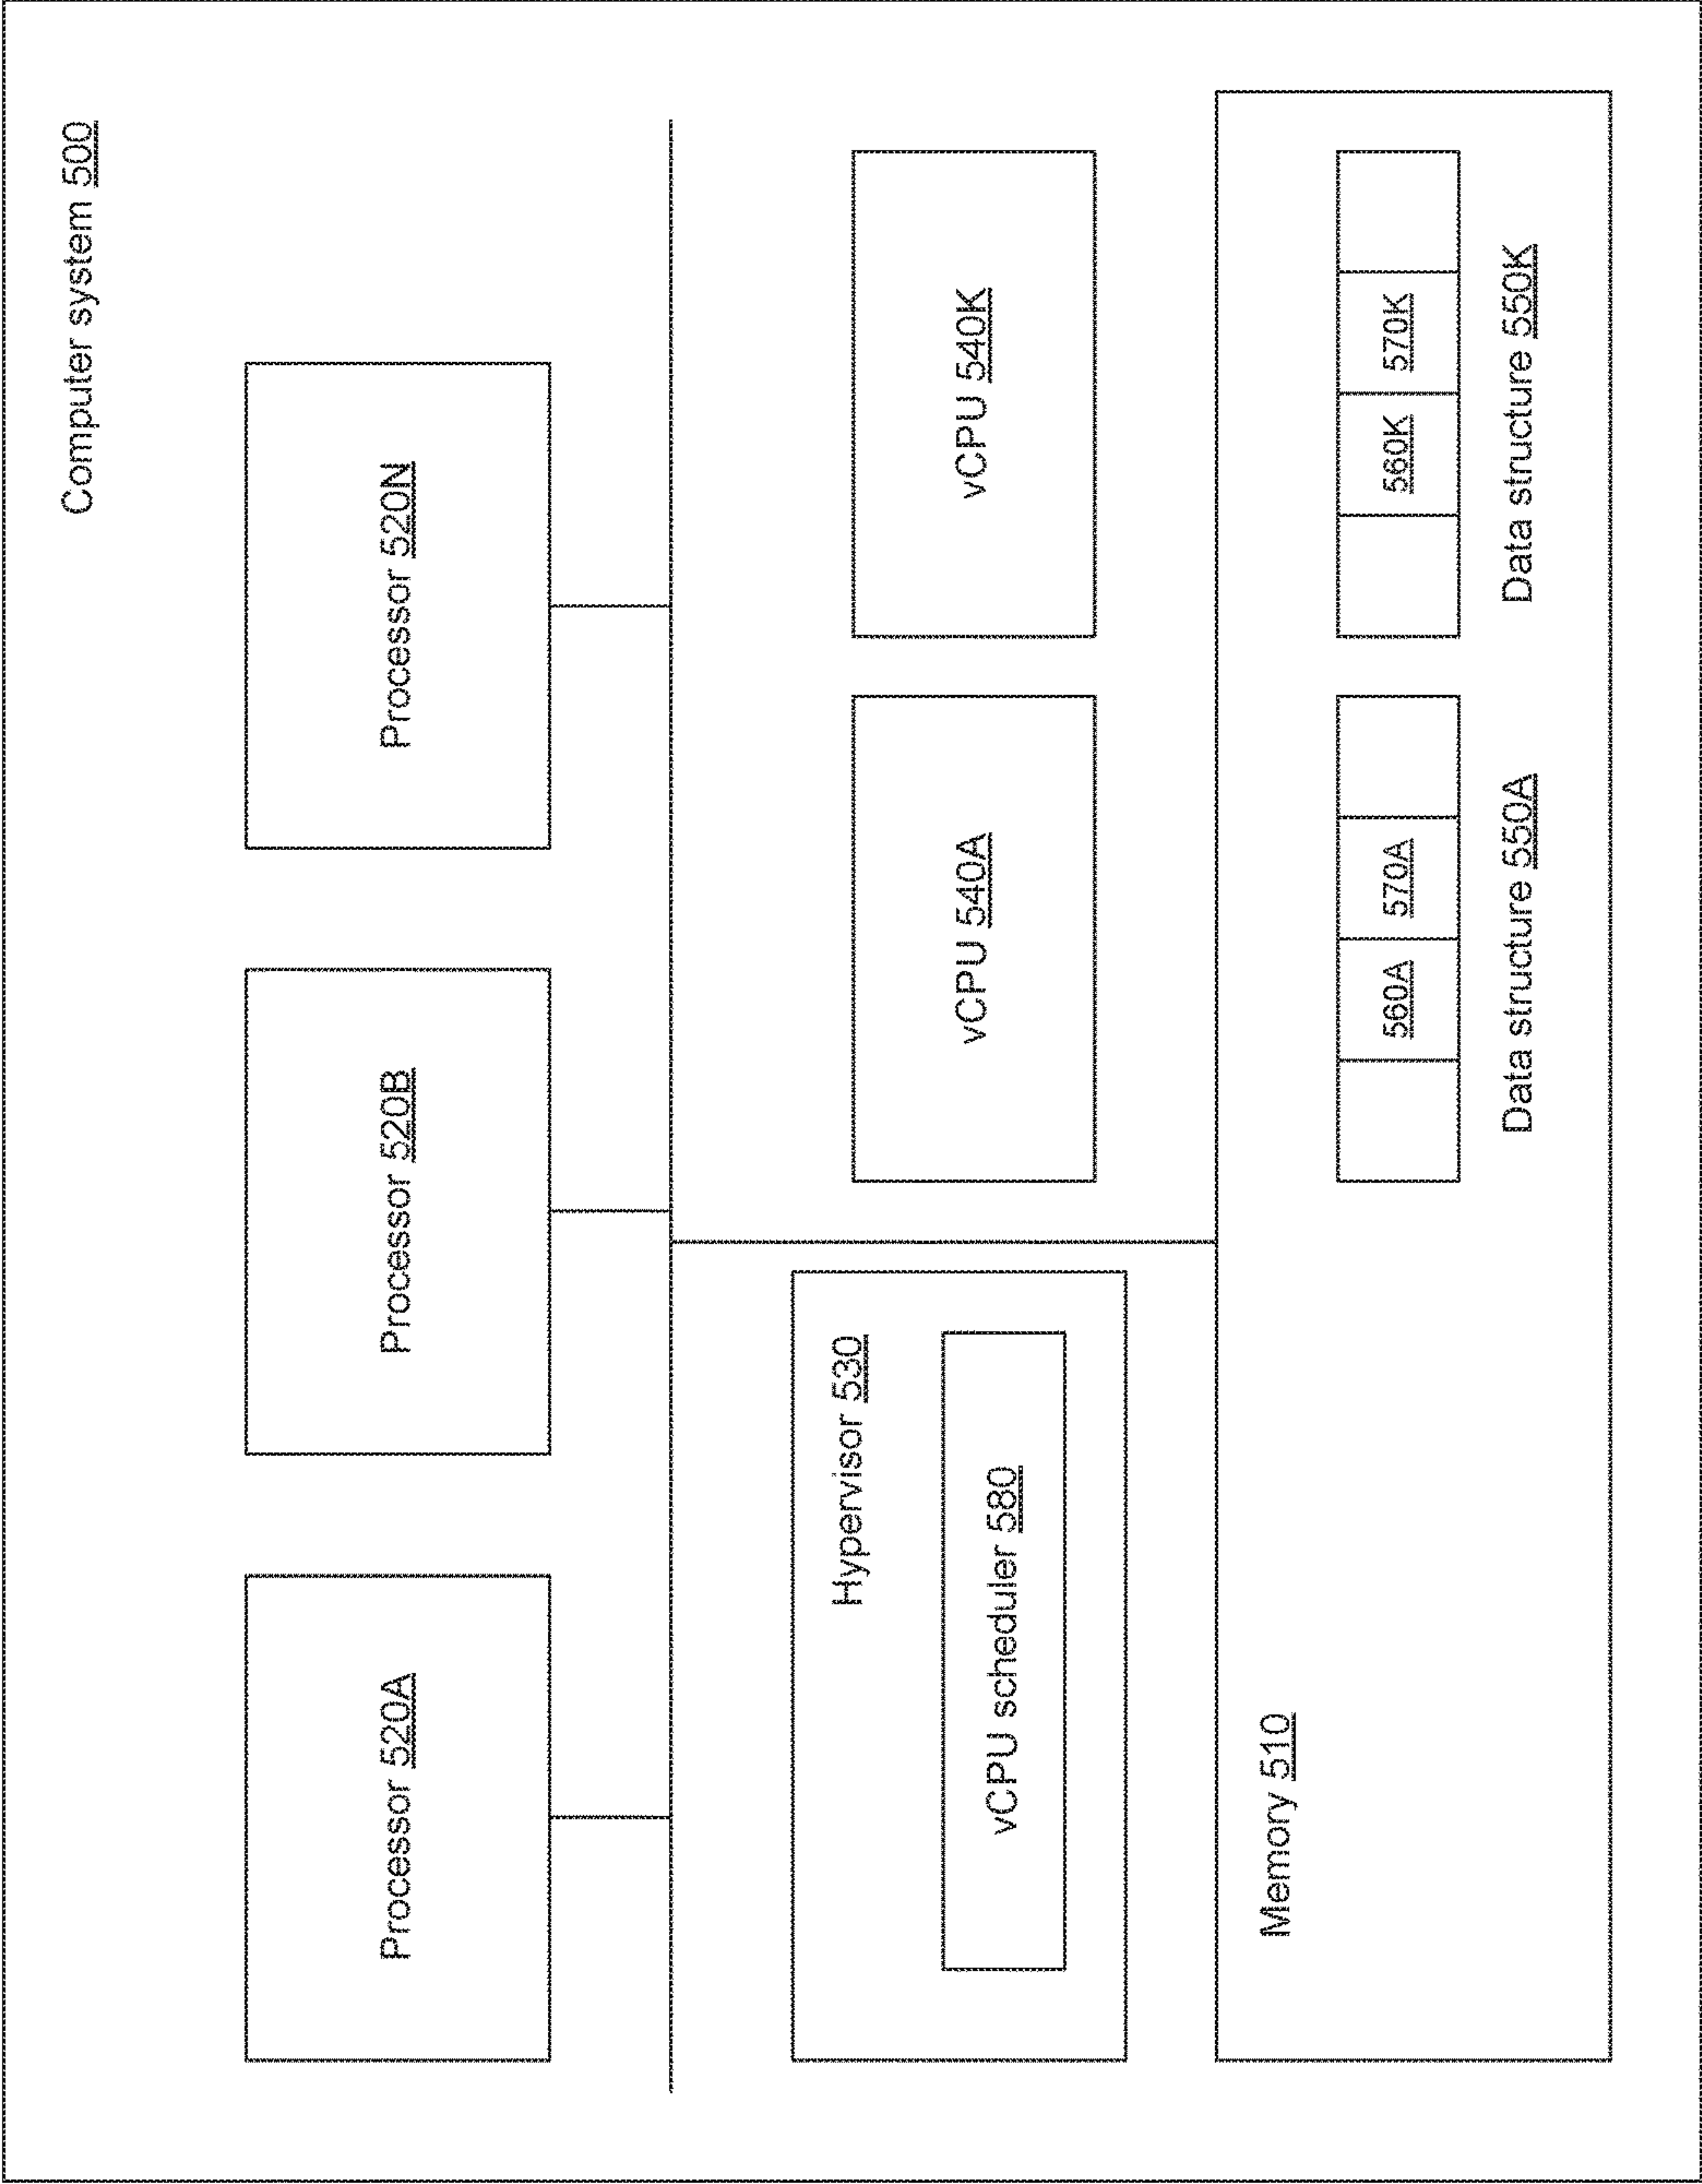 Computer system 500
Processor 520A
Processor 520B
Processor 520N
Hypervisor 530
vCPU scheduler 580
vCPU 540A
vCPU 540K
Memory 510
560A
570A
560K
570K
Data structure 550A
Data structure 550K